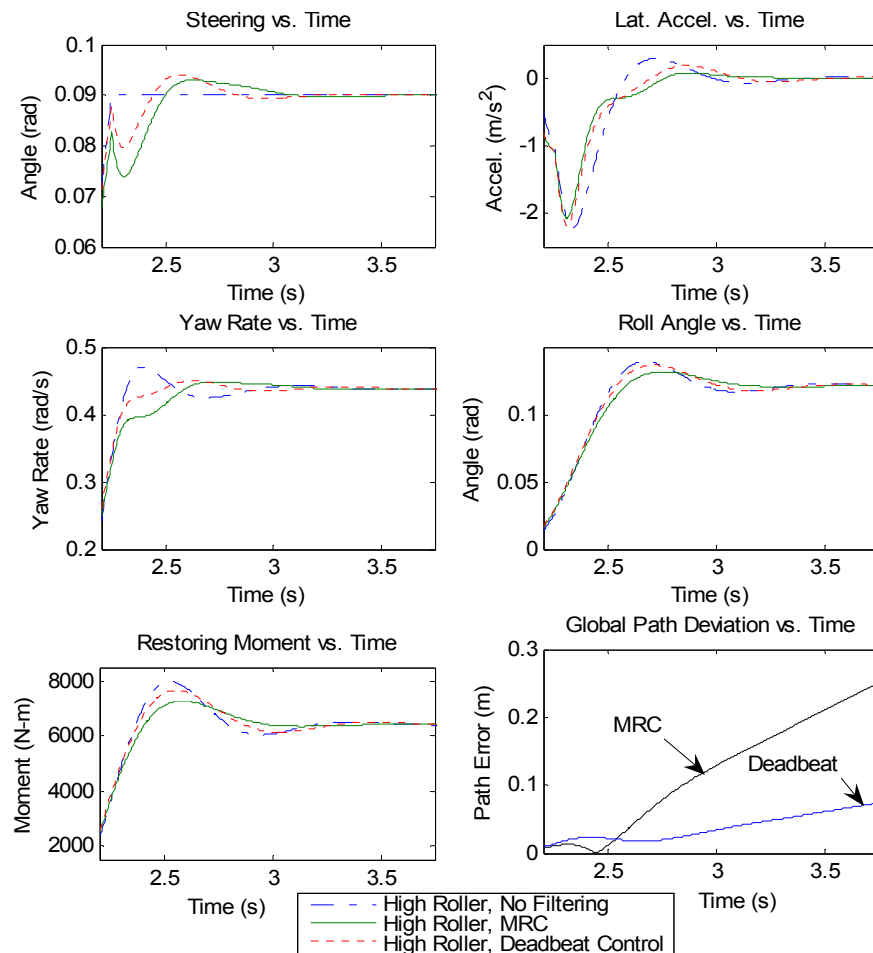 Steering vs. Time
0.1
0.09
0.08
0.07
0.06
Angle (rad)
2.5
3
3.5
Time (s)
Lat. Accel. vs. Time
0
-1
-2
Accel. (m/s²)
2.5
3
3.5
Time (s)
Yaw Rate vs. Time
0.5
0.4
0.3
0.2
Yaw Rate (rad/s)
2.5
3
3.5
Time (s)
Roll Angle vs. Time
0.1
0.05
0
Angle (rad)
2.5
3
3.5
Time (s)
Restoring Moment vs. Time
8000
6000
4000
2000
Moment (N-m)
2.5
3
3.5
Time (s)
Global Path Deviation vs. Time
0.3
0.2
0.1
0
Path Error (m)
MRC
Deadbeat
2.5
3
3.5
Time (s)
High Roller, No Filtering
High Roller, MRC
High Roller, Deadbeat Control